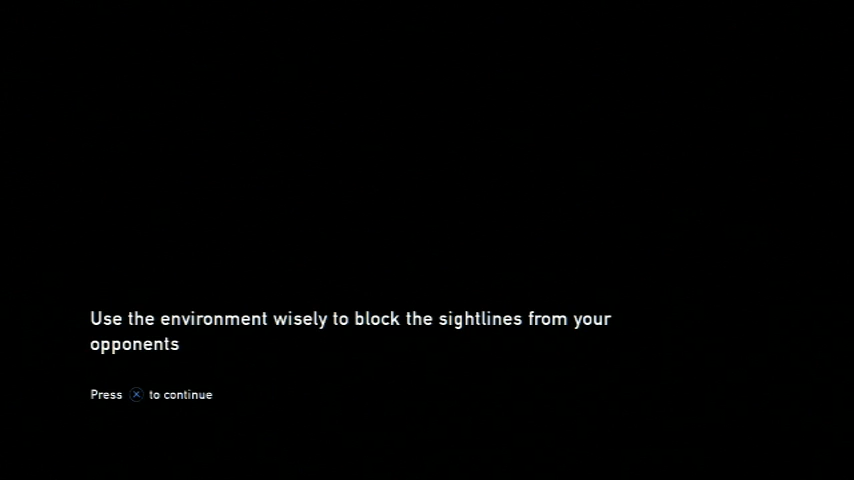 Use the environment wisely to block the sightlines from your
opponents
Press ⓧ to continue